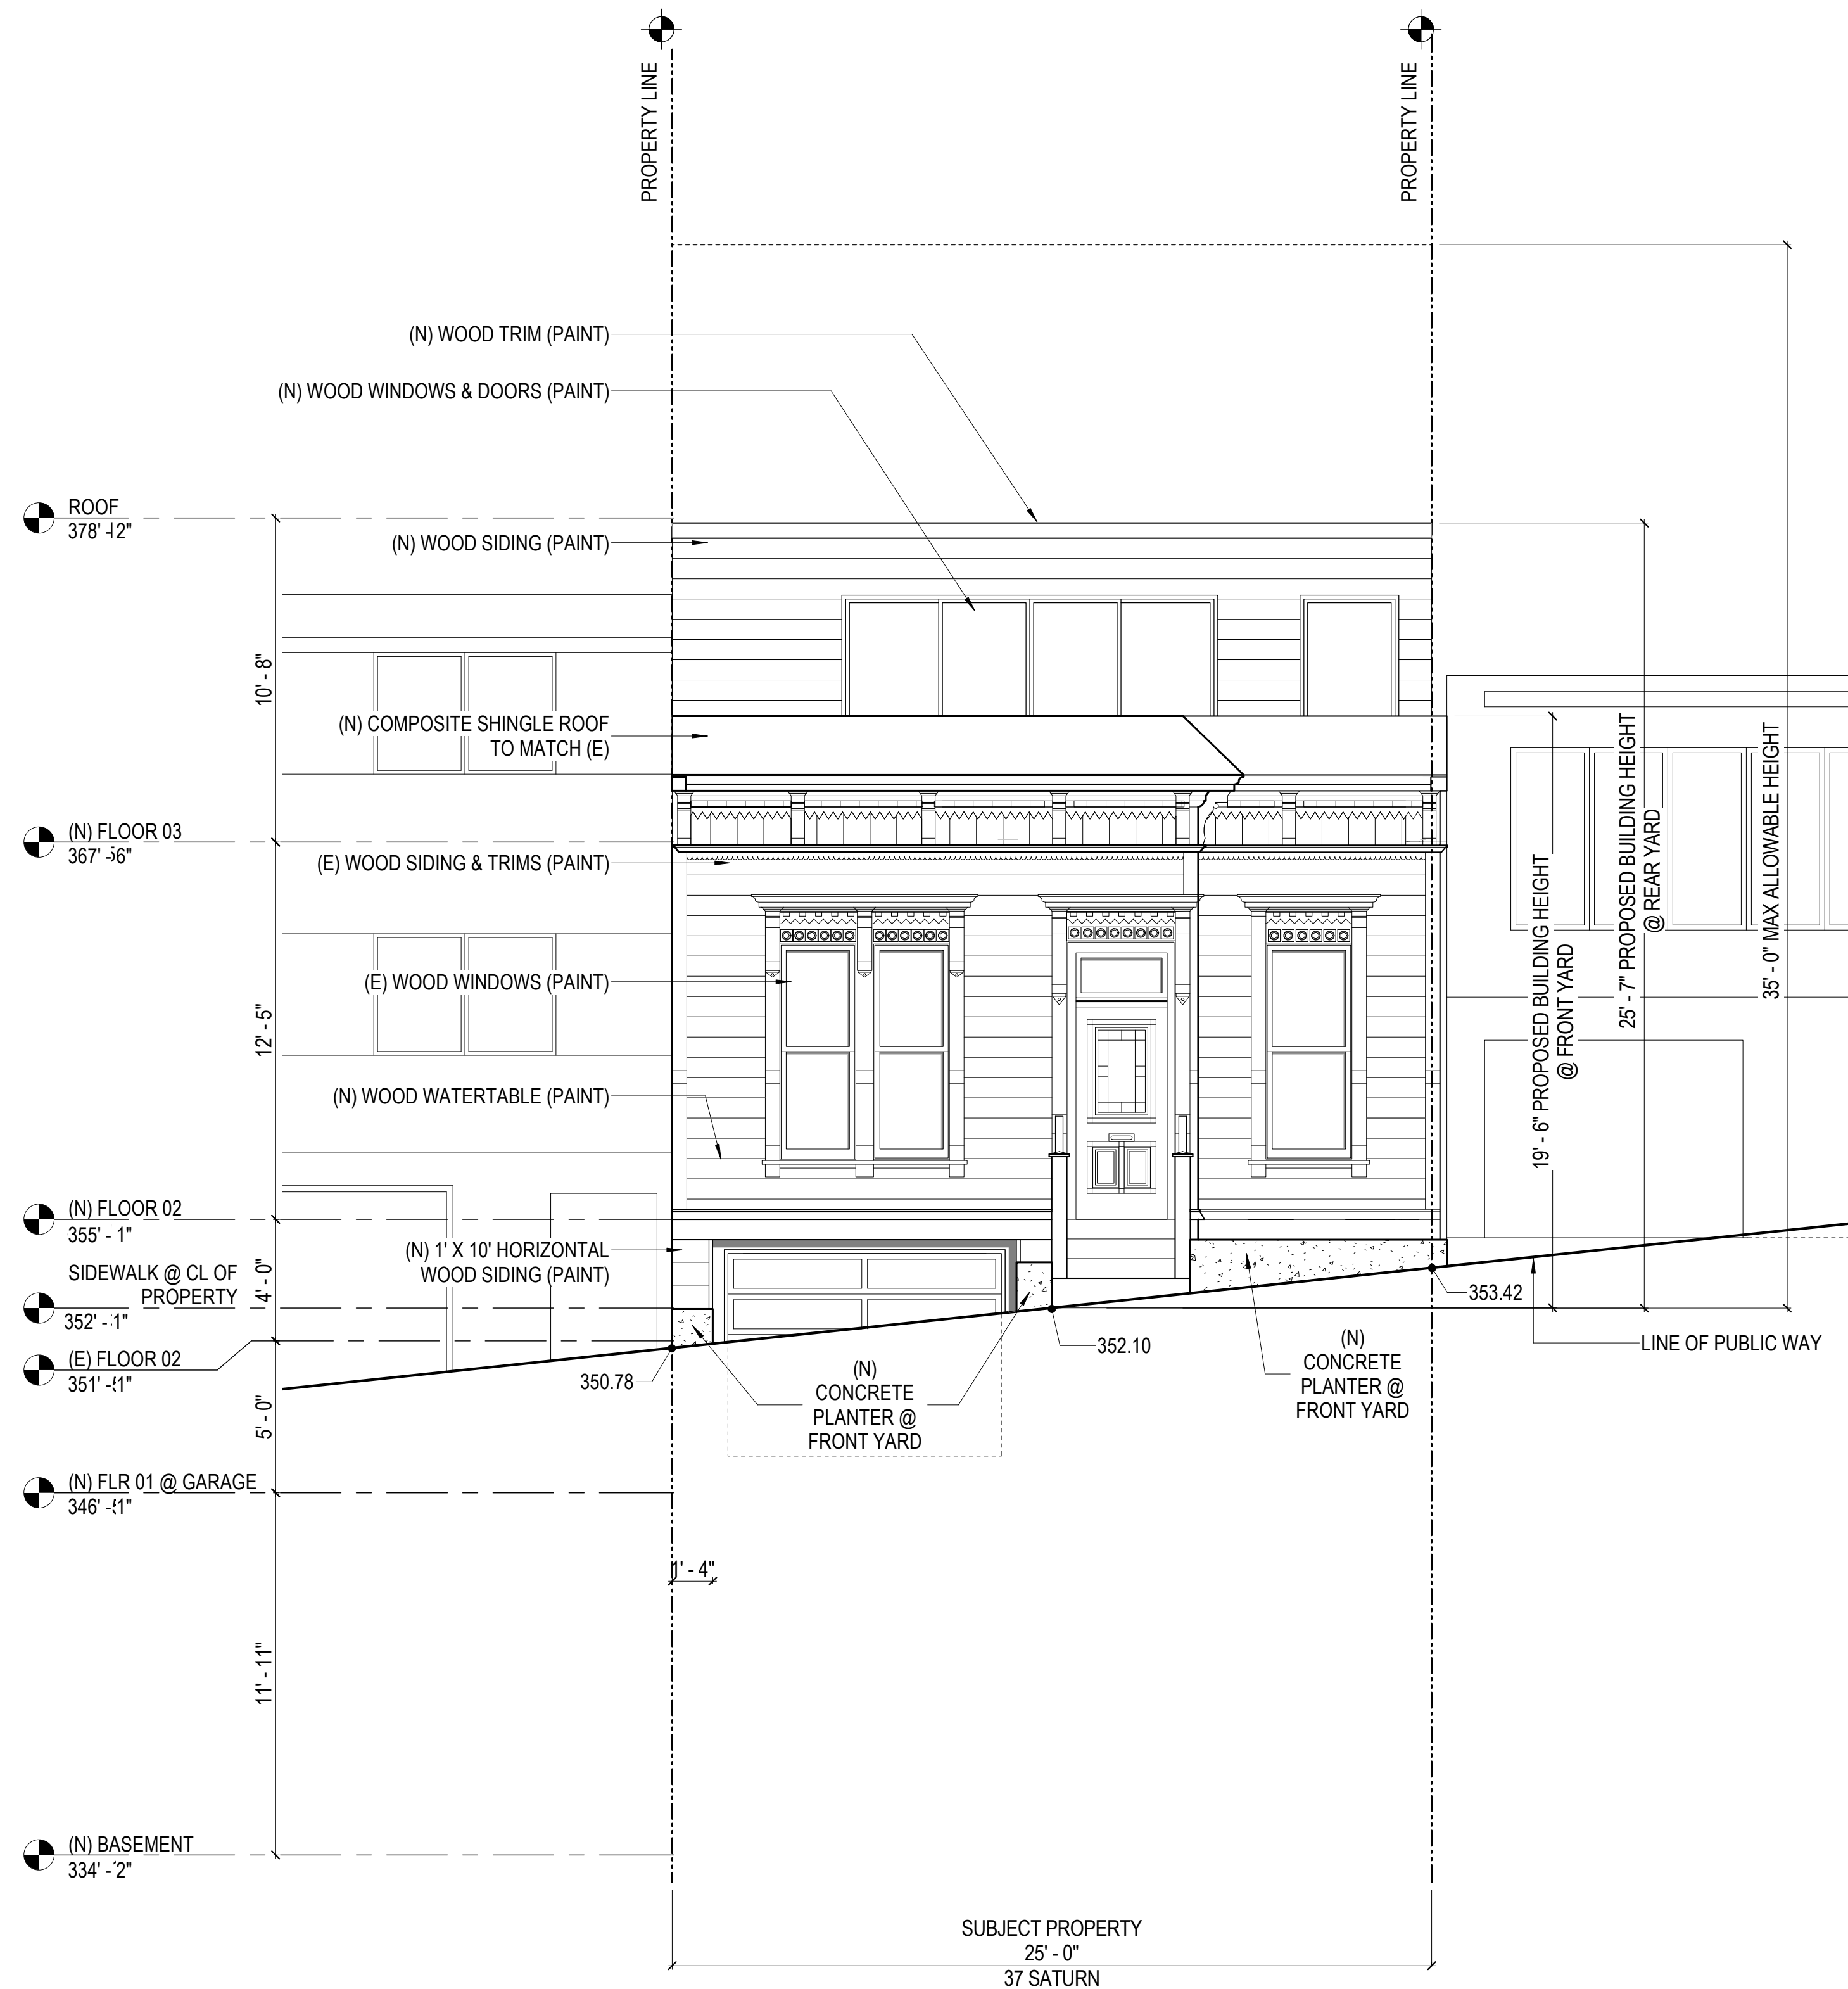 PROPERTY LINE
PROPERTY LINE
(N) WOOD TRIM (PAINT)
(N) WOOD WINDOWS & DOORS (PAINT)
ROOF
(N) WOOD SIDING (PAINT)
10' - 8"
(N) COMPOSITE SHINGLE ROOF
TO MATCH (E)
(N) FLOOR 03
(E) WOOD SIDING & TRIMS (PAINT)
(E) WOOD WINDOWS (PAINT)
12' - 5"
(N) WOOD WATERTABLE (PAINT)
19' - 6" PROPOSED BUILDING HEIGHT
@ FRONT YARD
25' - 7" PROPOSED BUILDING HEIGHT
@ REAR YARD
35' - 0" MAX ALLOWABLE HEIGHT
(N) FLOOR 02
355' - 1"
(N) 1' X 10' HORIZONTAL
WOOD SIDING (PAINT)
SIDEWALK @ CL OF
PROPERTY
4' - 0"
353.42
352.10
LINE OF PUBLIC WAY
(E) FLOOR 02
350.78
(N)
CONCRETE
PLANTER @
FRONT YARD
(N)
CONCRETE
PLANTER @
FRONT YARD
5' - 0"
(N) FLR 01 @ GARAGE
1' - 4"
11' - 11"
(N) BASEMENT
SUBJECT PROPERTY
25' - 0"
37 SATURN